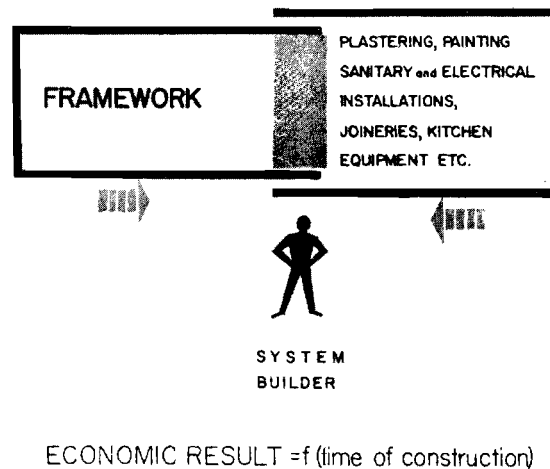 FRAMEWORK
PLASTERING, PAINTING
SANITARY and ELECTRICAL
INSTALLATIONS,
JOINERIES, KITCHEN
EQUIPMENT ETC.
SYSTEM
BUILDER
ECONOMIC RESULT =f (time of construction)